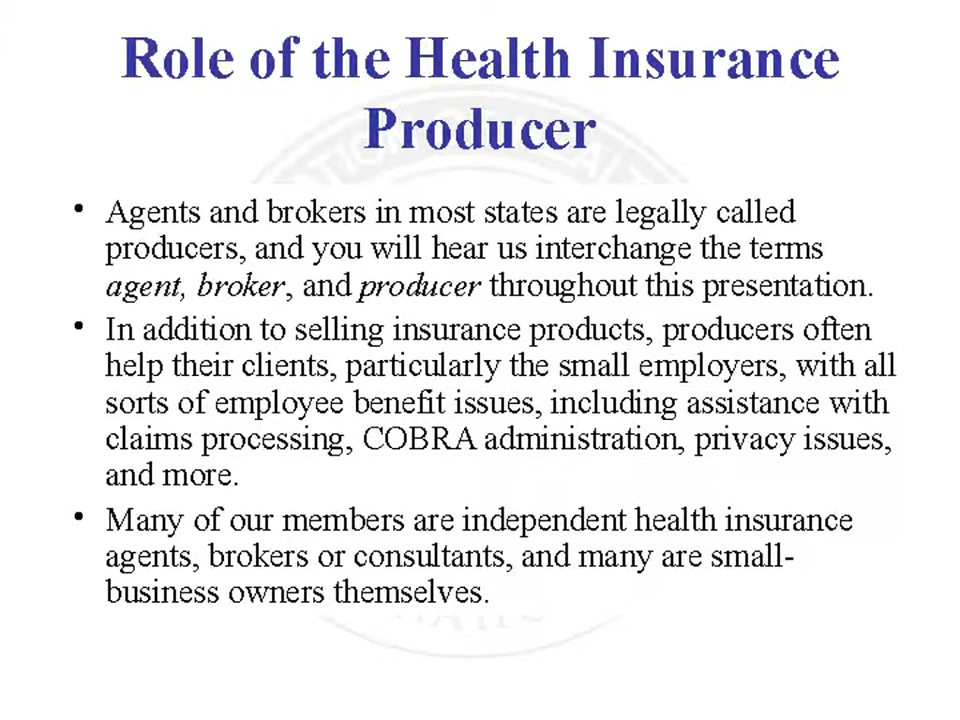 Role of the Health Insurance
Producer
• Agents and brokers in most states are legally called
producers, and you will hear us interchange the terms
agent, broker, and producer throughout this presentation.
• In addition to selling insurance products, producers often
help their clients, particularly the small employers, with all
sorts of employee benefit issues, including assistance with
claims processing, COBRA administration, privacy issues,
and more.
• Many of our members are independent health insurance
agents, brokers or consultants, and many are small-
business owners themselves.